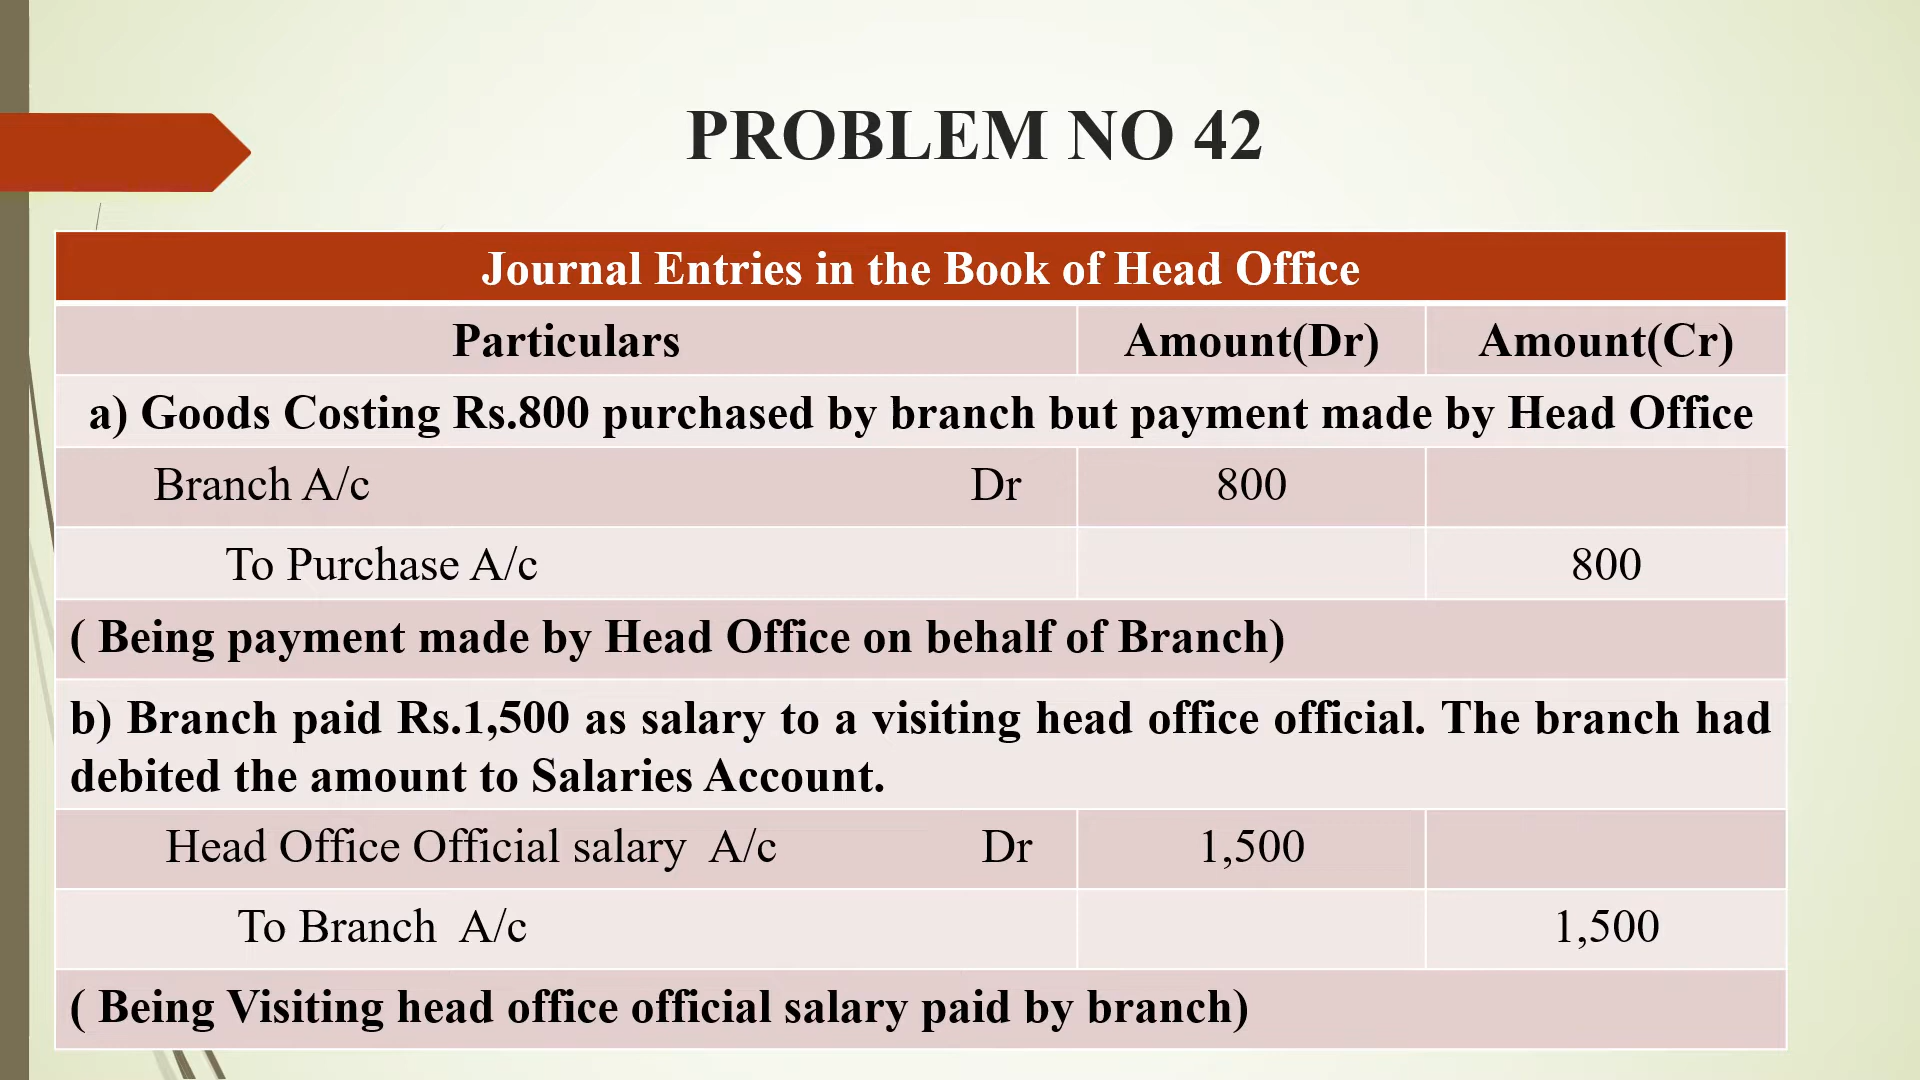 PROBLEM NO 42
Journal Entries in the Book of Head Office
Particulars Amount(Dr) Amount(Cr)
a) Goods Costing Rs.800 purchased by branch but payment made by Head Office
Branch A/c Dr 800
To Purchase A/c 800
( Being payment made by Head Office on behalf of Branch)
b) Branch paid Rs.1,500 as salary to a visiting head office official. The branch had
debited the amount to Salaries Account.
Head Office Official salary A/c Dr 1,500
To Branch A/c 1,500
( Being Visiting head office official salary paid by branch)